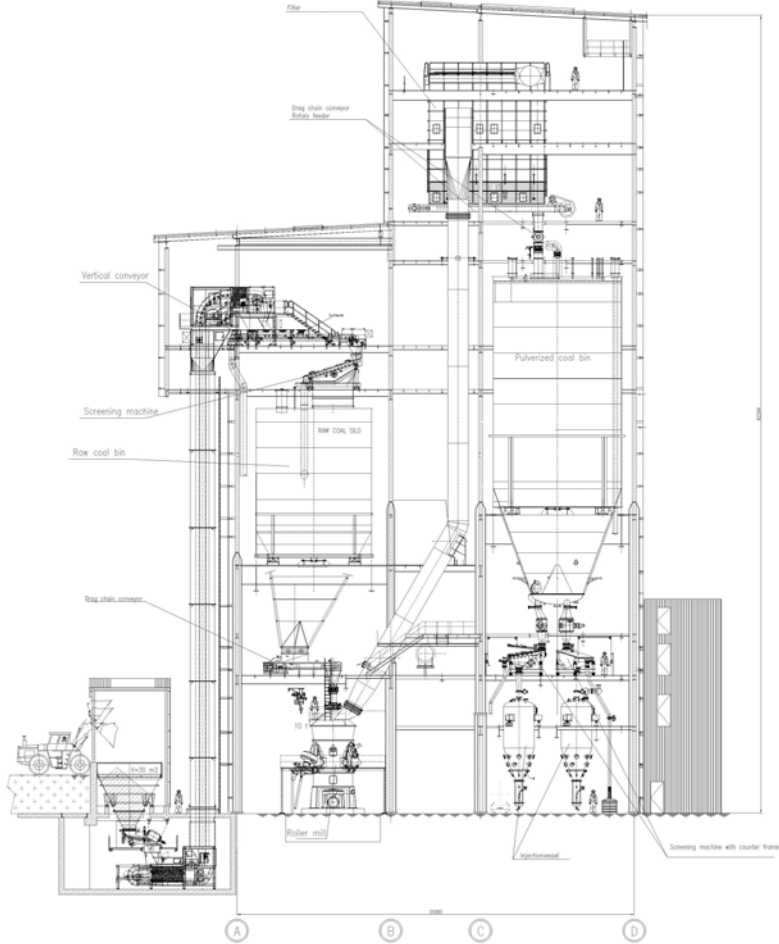 Filter
Drag chain conveyor
Rotary feeder
Vertical conveyor
Pulverized coal bin
Screening machine
RAW COAL SILO
Raw coal bin
Drag chain conveyor
10 t
V=30 m3
Roller mill
Injectionvessel
Screening machine with counter frame
A
B
C
D